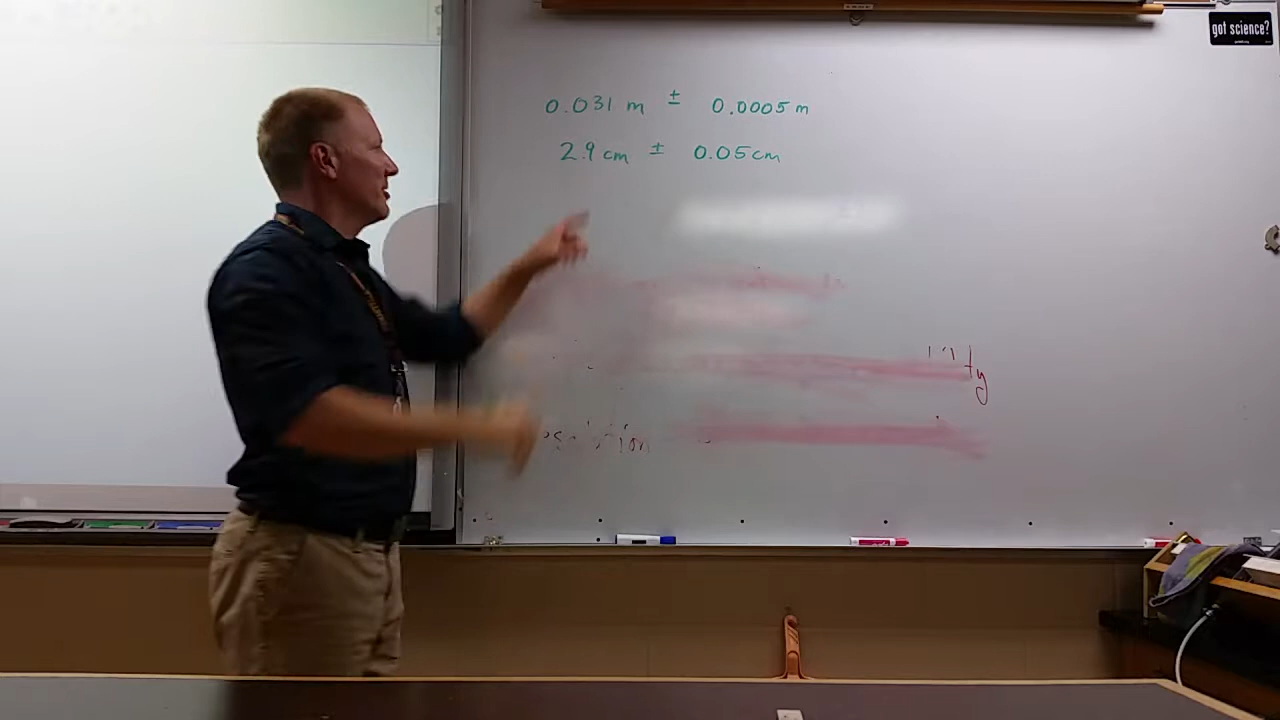 got science?
0.031 m ± 0.0005 m
2.9 cm ± 0.05 cm